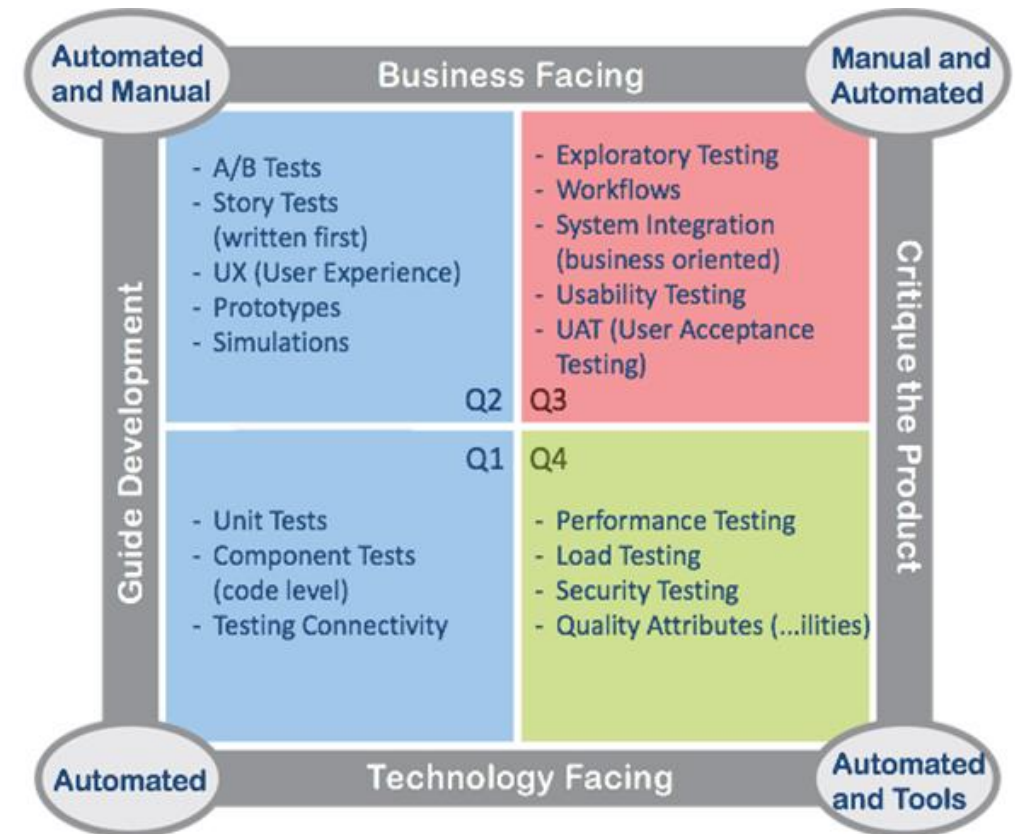 Automated
and Manual
Business Facing
Manual and
Automated
Guide Development
- A/B Tests
- Story Tests
(written first)
- UX (User Experience)
- Prototypes
- Simulations
Q2
- Exploratory Testing
- Workflows
- System Integration
(business oriented)
- Usability Testing
- UAT (User Acceptance
Testing)
Q3
Critique the Product
Q1
- Unit Tests
- Component Tests
(code level)
- Testing Connectivity
Q4
- Performance Testing
- Load Testing
- Security Testing
- Quality Attributes (...ilities)
Automated
Technology Facing
Automated
and Tools